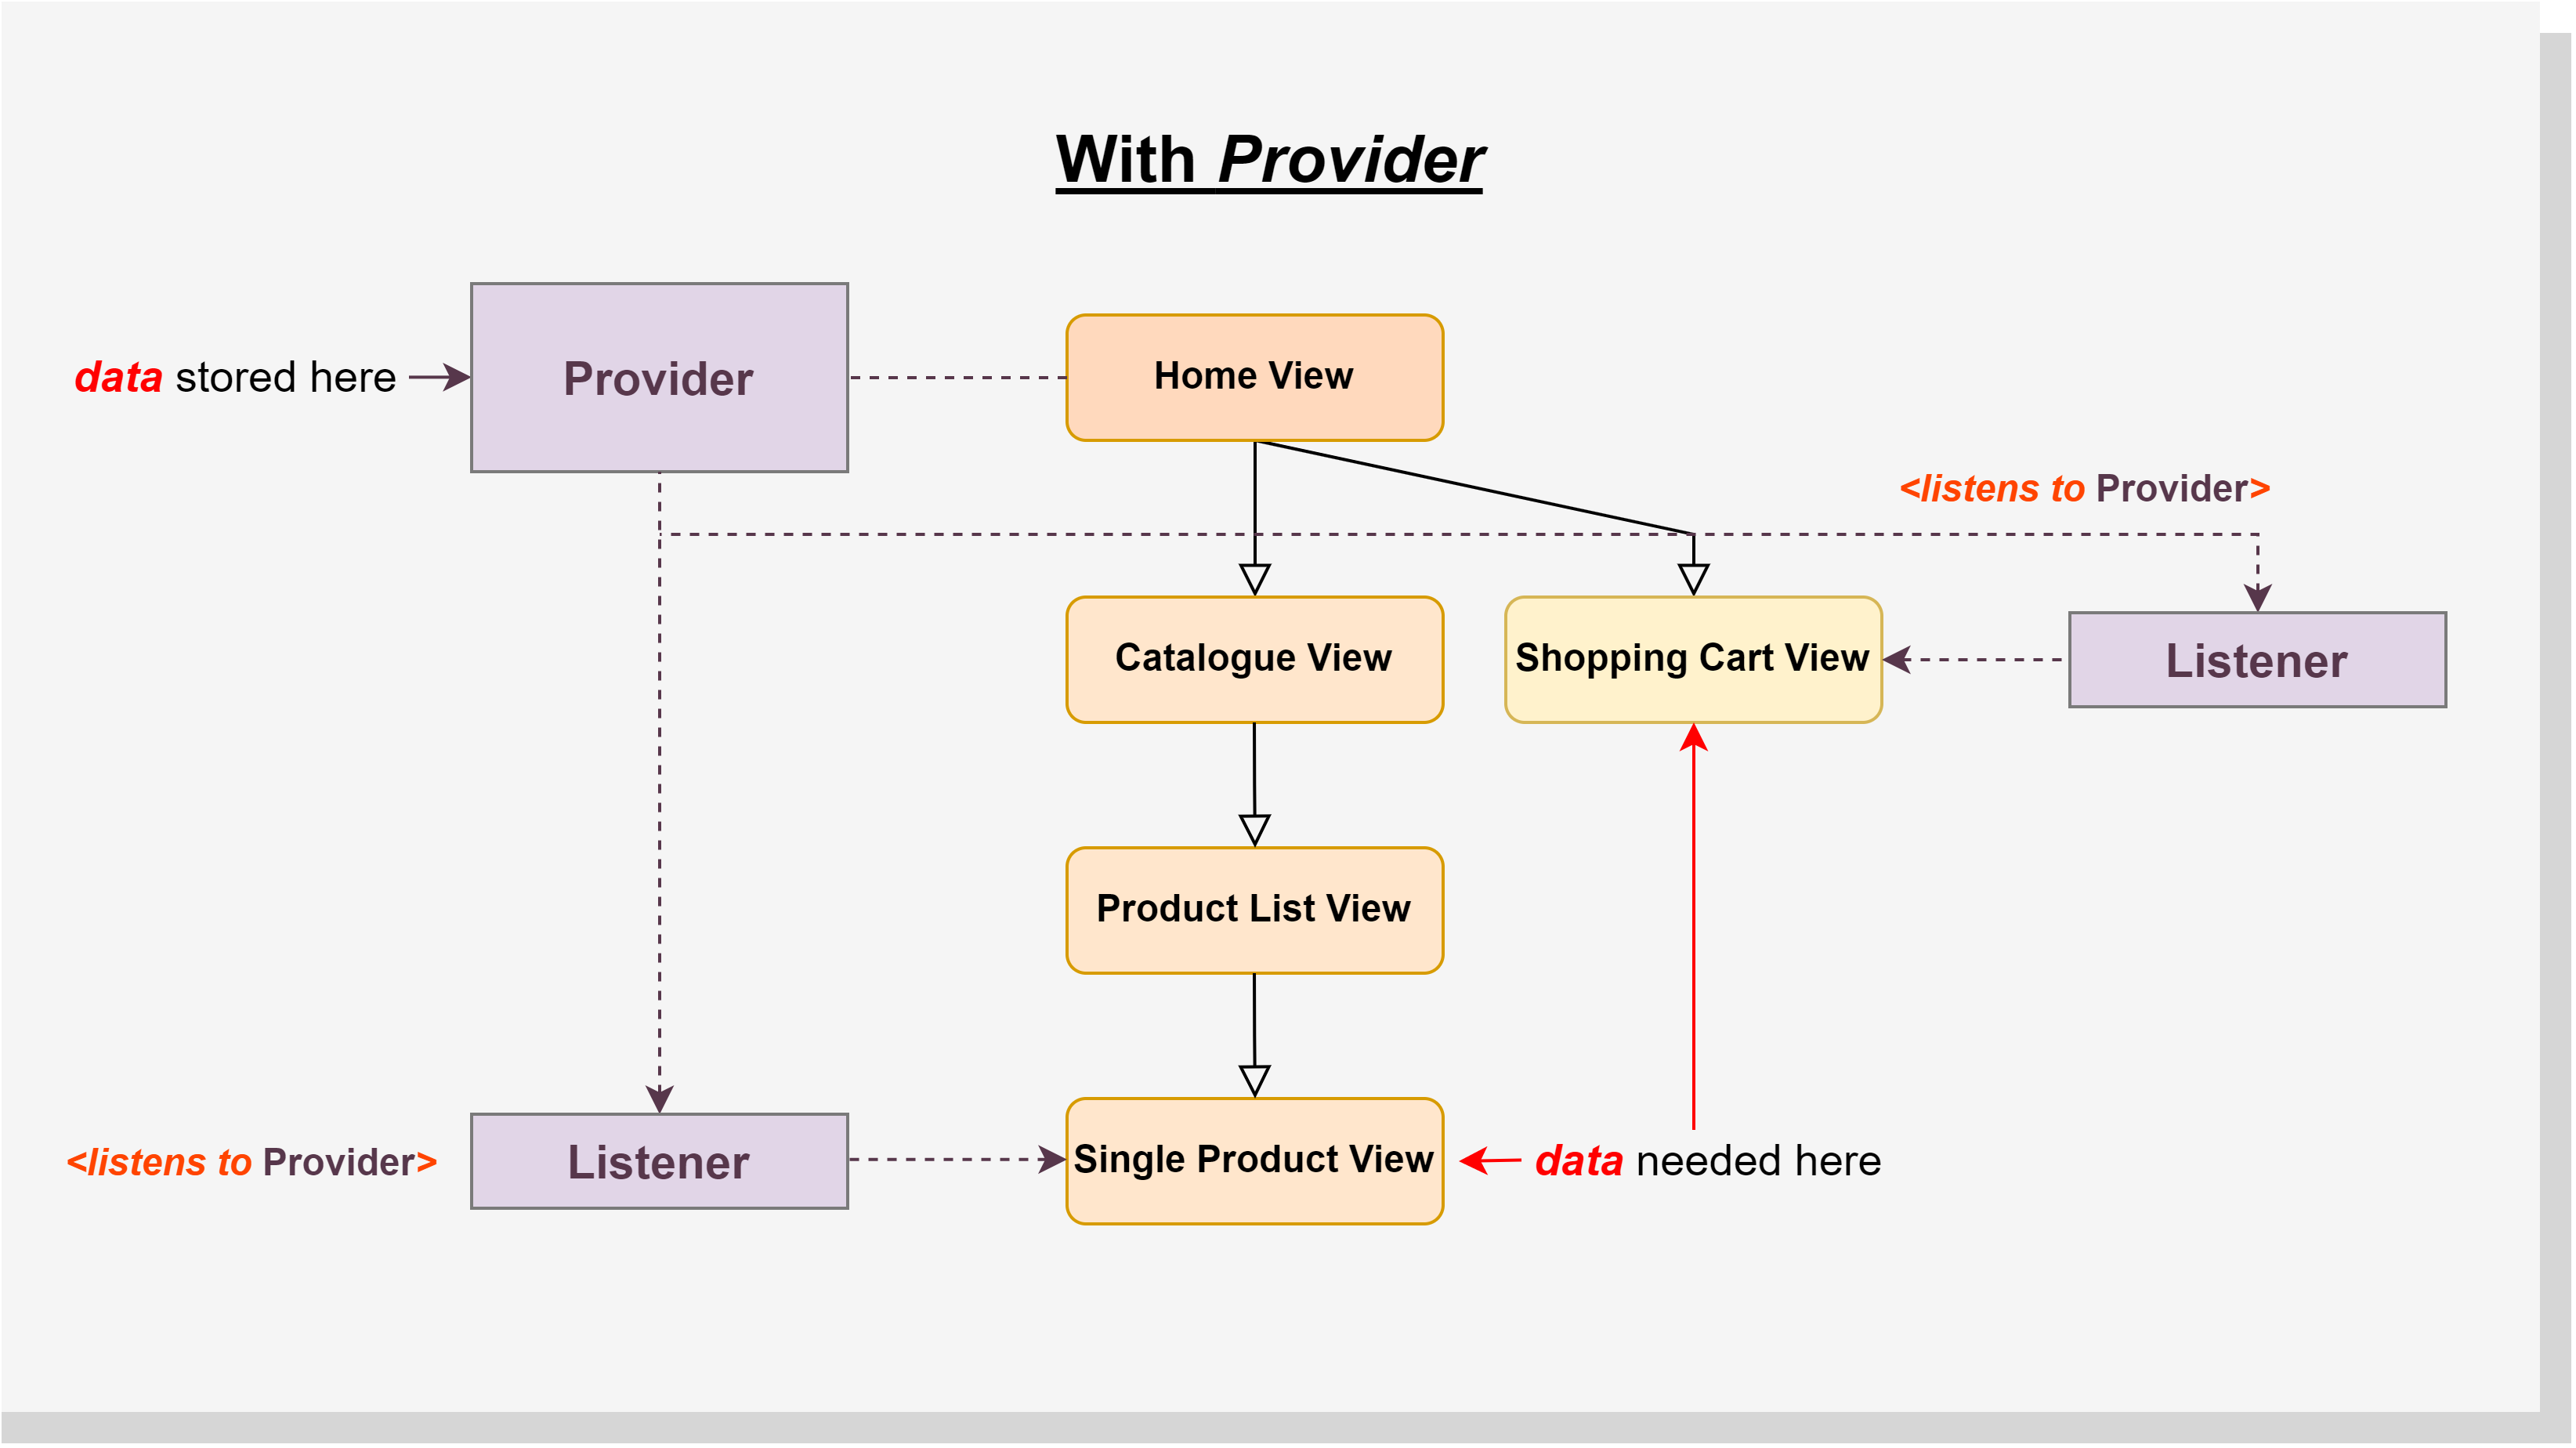 With Provider
data stored here
Provider
Home View
<listens to Provider>
Catalogue View
Shopping Cart View
Listener
Product List View
<listens to Provider>
Listener
Single Product View
data needed here